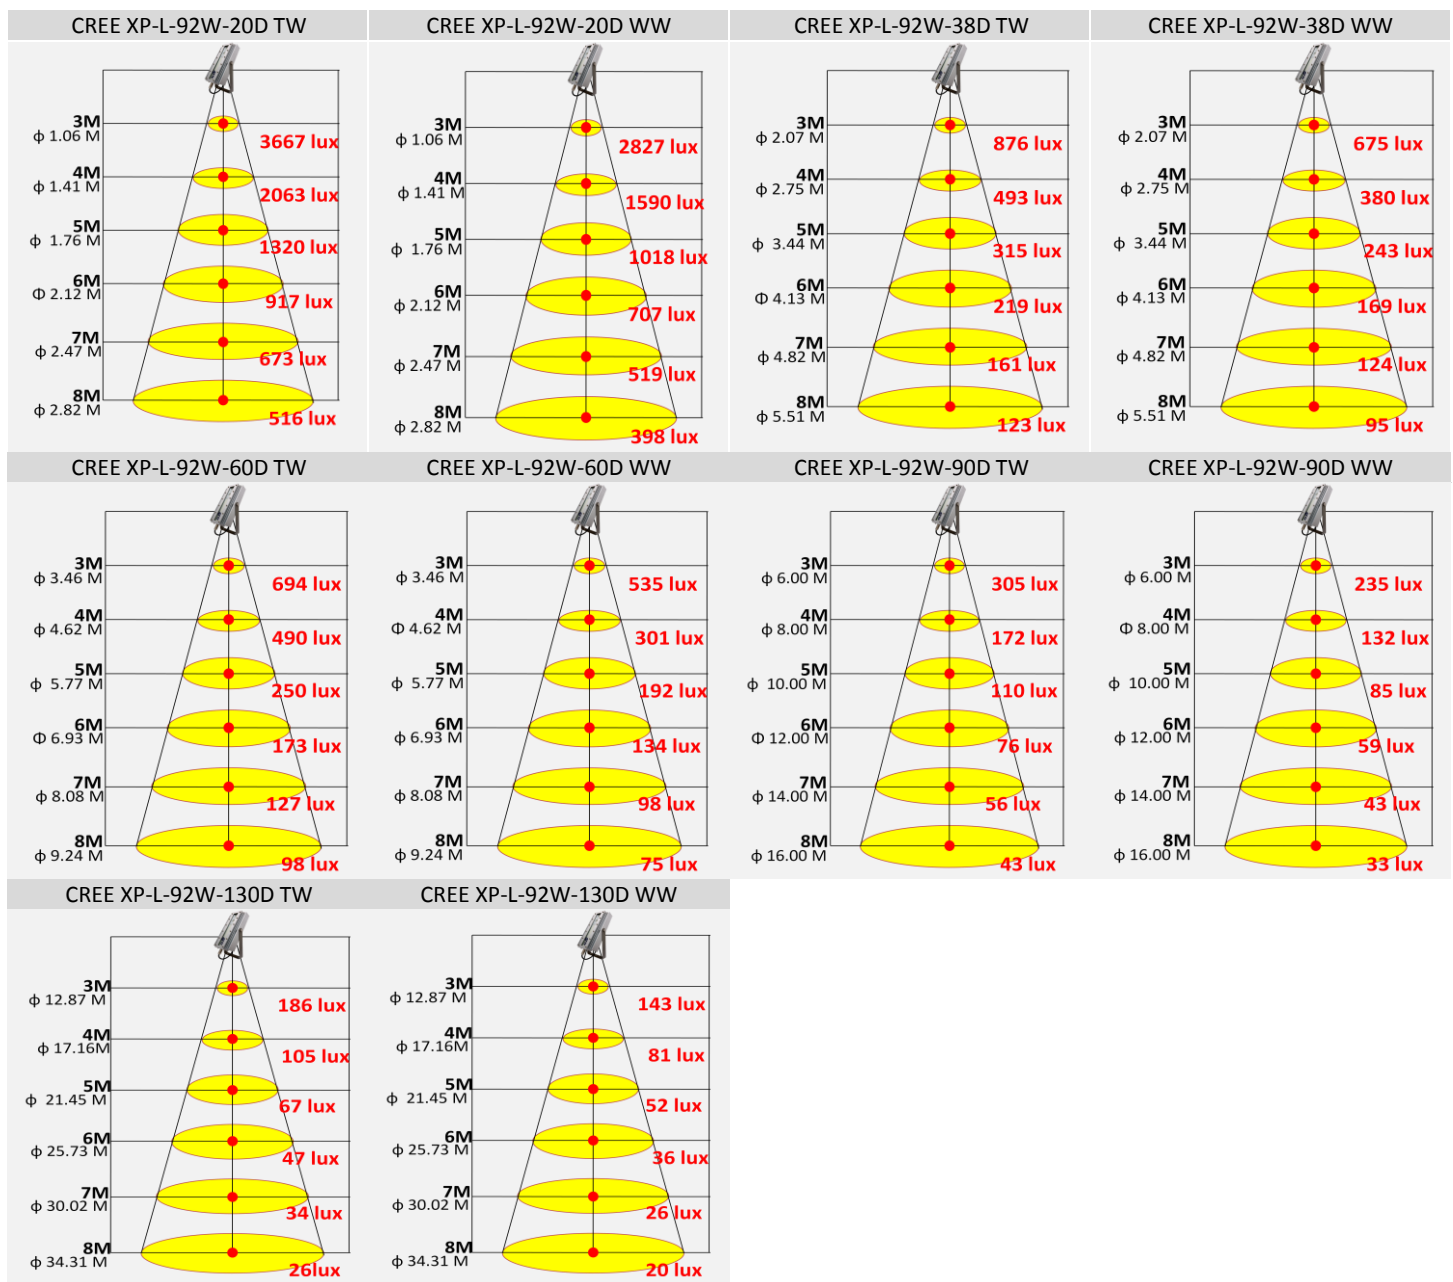 CREE XP-L-92W-20D TW
3M
ϕ 1.06 M
3667 lux
4M
ϕ 1.41 M
2063 lux
5M
ϕ 1.76 M
1320 lux
6M
Φ 2.12 M
917 lux
7M
ϕ 2.47 M
673 lux
8M
ϕ 2.82 M
516 lux
CREE XP-L-92W-20D WW
3M
ϕ 1.06 M
2827 lux
4M
ϕ 1.41 M
1590 lux
5M
ϕ 1.76 M
1018 lux
6M
Φ 2.12 M
707 lux
7M
ϕ 2.47 M
519 lux
8M
ϕ 2.82 M
398 lux
CREE XP-L-92W-38D TW
3M
ϕ 2.07 M
876 lux
4M
ϕ 2.75 M
493 lux
5M
ϕ 3.44 M
315 lux
6M
Φ 4.13 M
219 lux
7M
ϕ 4.82 M
161 lux
8M
ϕ 5.51 M
123 lux
CREE XP-L-92W-38D WW
3M
ϕ 2.07 M
675 lux
4M
ϕ 2.75 M
380 lux
5M
ϕ 3.44 M
243 lux
6M
ϕ 4.13 M
169 lux
7M
ϕ 4.82 M
124 lux
8M
ϕ 5.51 M
95 lux
CREE XP-L-92W-60D TW
3M
ϕ 3.46 M
694 lux
4M
ϕ 4.62 M
490 lux
5M
ϕ 5.77 M
250 lux
6M
Φ 6.93 M
173 lux
7M
ϕ 8.08 M
127 lux
8M
ϕ 9.24 M
98 lux
CREE XP-L-92W-60D WW
3M
ϕ 3.46 M
535 lux
4M
Φ 4.62 M
301 lux
5M
ϕ 5.77 M
192 lux
6M
ϕ 6.93 M
134 lux
7M
ϕ 8.08 M
98 lux
8M
ϕ 9.24 M
75 lux
CREE XP-L-92W-90D TW
3M
ϕ 6.00 M
305 lux
4M
ϕ 8.00 M
172 lux
5M
ϕ 10.00 M
110 lux
6M
Φ 12.00 M
76 lux
7M
ϕ 14.00 M
56 lux
8M
ϕ 16.00 M
43 lux
CREE XP-L-92W-90D WW
3M
ϕ 6.00 M
235 lux
4M
Φ 8.00 M
132 lux
5M
ϕ 10.00 M
85 lux
6M
ϕ 12.00 M
59 lux
7M
ϕ 14.00 M
43 lux
8M
ϕ 16.00 M
33 lux
CREE XP-L-92W-130D TW
3M
ϕ 12.87 M
186 lux
4M
ϕ 17.16M
105 lux
5M
ϕ 21.45 M
67 lux
6M
ϕ 25.73 M
47 lux
7M
ϕ 30.02 M
34 lux
8M
ϕ 34.31 M
26lux
CREE XP-L-92W-130D WW
3M
ϕ 12.87 M
143 lux
4M
ϕ 17.16 M
81 lux
5M
ϕ 21.45 M
52 lux
6M
ϕ 25.73 M
36 lux
7M
ϕ 30.02 M
26 lux
8M
ϕ 34.31 M
20 lux